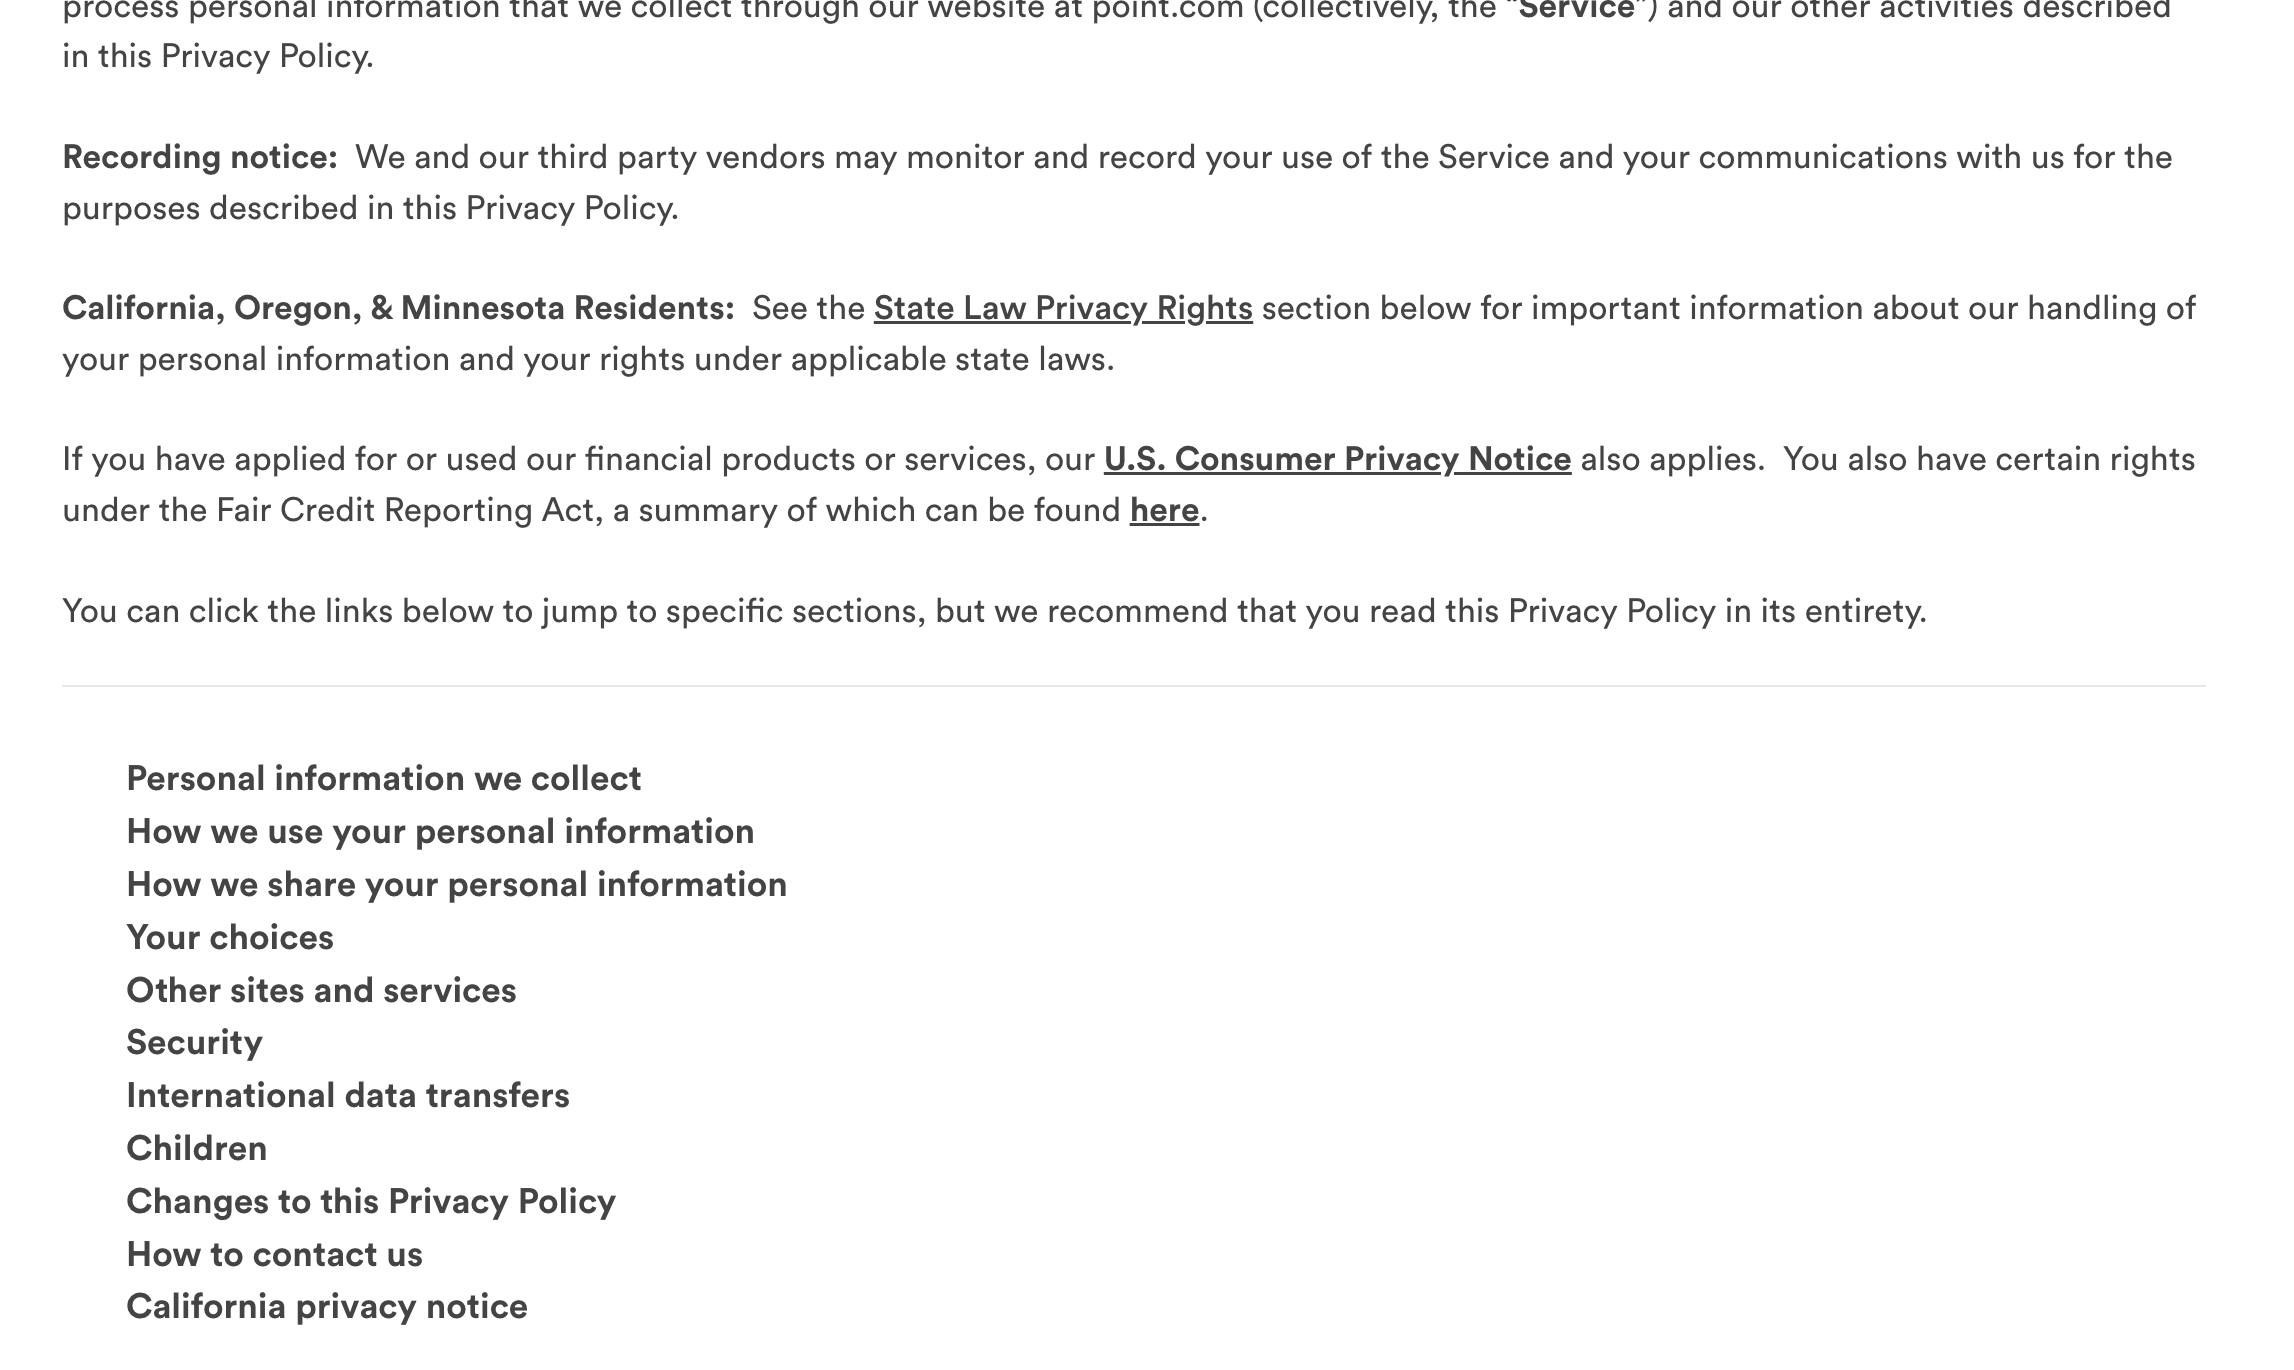 process personal information that we collect through our website at point.com (collectively, the "Service") and our other activities described
in this Privacy Policy.
Recording notice:  We and our third party vendors may monitor and record your use of the Service and your communications with us for the
purposes described in this Privacy Policy.
California, Oregon, & Minnesota Residents:  See the State Law Privacy Rights section below for important information about our handling of
your personal information and your rights under applicable state laws.
If you have applied for or used our financial products or services, our U.S. Consumer Privacy Notice also applies.  You also have certain rights
under the Fair Credit Reporting Act, a summary of which can be found here.
You can click the links below to jump to specific sections, but we recommend that you read this Privacy Policy in its entirety.
Personal information we collect
How we use your personal information
How we share your personal information
Your choices
Other sites and services
Security
International data transfers
Children
Changes to this Privacy Policy
How to contact us
California privacy notice